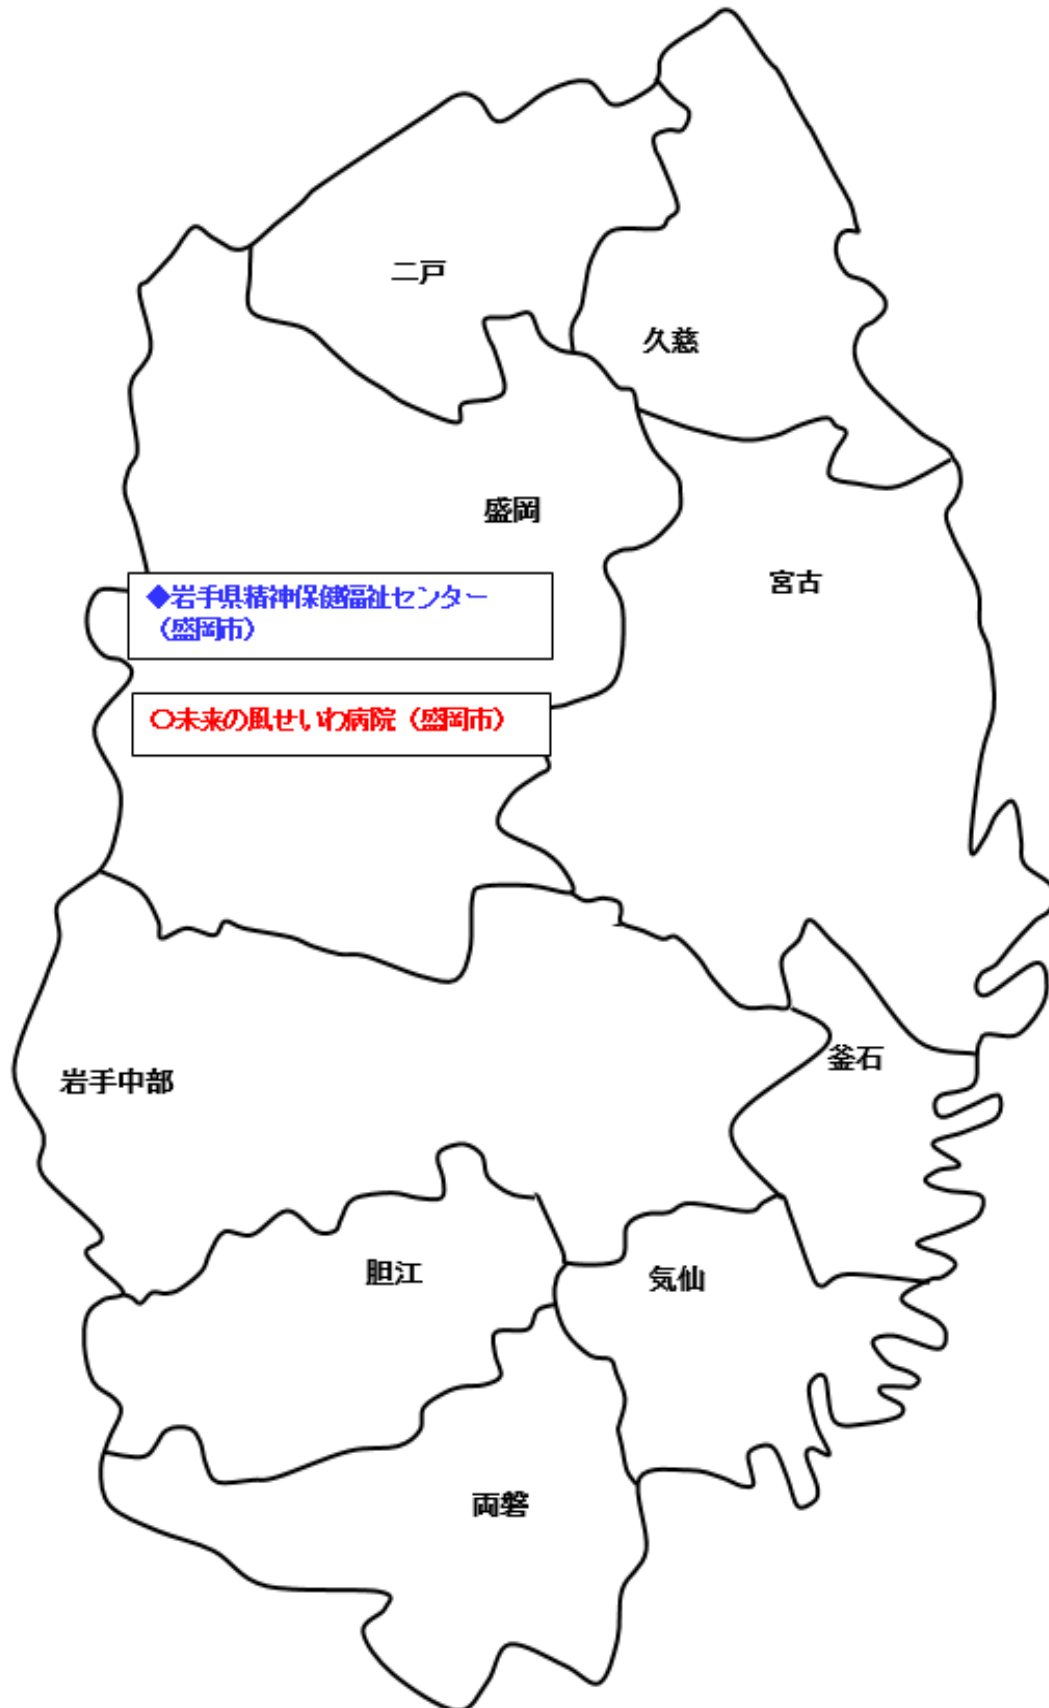 二戸
久慈
盛岡
宮古
◆岩手県精神保健福祉センター
（盛岡市）
〇未来の風せいわ病院（盛岡市）
釜石
岩手中部
胆江
気仙
両磐